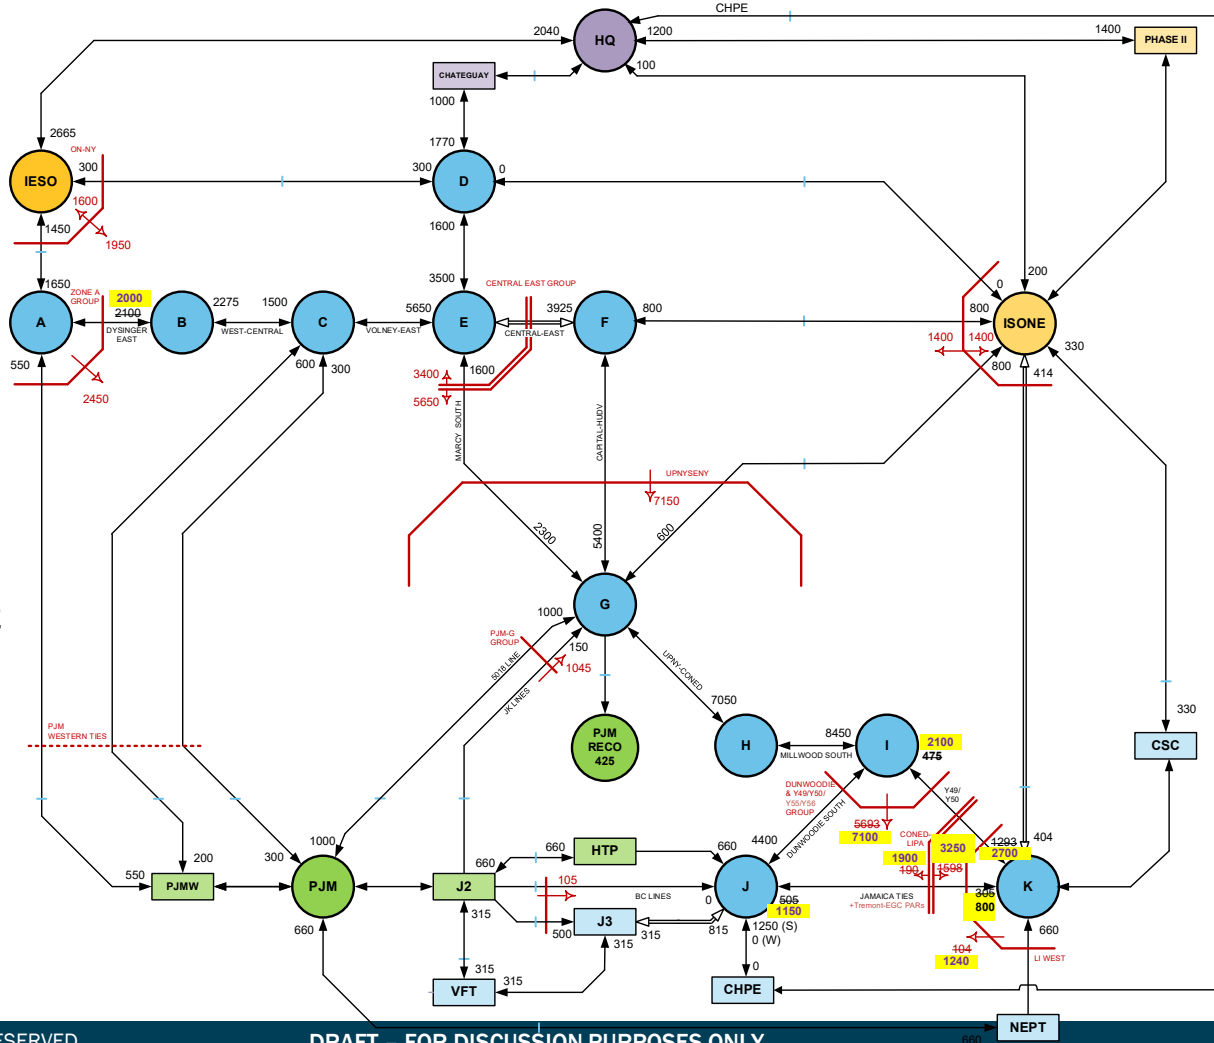 CHPE
2040
HQ
1200
1400
PHASE II
100
CHATEGUAY
1000
2665
1770
ON-NY
300
300
0
IESO
D
1600
1450
1950
1600
3500
200
0
1650
ZONE A
GROUP
2000
2100
2275
1500
5650
CENTRAL EAST GROUP
3925
800
800
A
B
C
E
F
ISONE
DYSINGER
EAST
WEST-CENTRAL
VOLNEY-EAST
CENTRAL-EAST
1400
1400
330
550
600
300
3400
1600
800
414
2450
5650
MARCY SOUTH
CAPITAL-HUDV
UPNYSENY
7150
2300
5400
600
G
1000
PJM-G
GROUP
150
1045
5018 LINE
JK LINES
UPNY-CONED
7050
PJM
WESTERN TIES
PJM
RECO
425
H
8450
MILLWOOD SOUTH
I
2100
475
330
CSC
DUNWOODIE
& Y49/Y50/
Y55/Y56
GROUP
DUNWOODIE SOUTH
Y49/
Y50
5693
7100
CONED-
LIPA
3250
1293
404
2700
1900
190
1598
1000
660
HTP
660
4400
200
300
660
550
PJMW
PJM
J2
105
BC LINES
J
0
505
1150
JAMAICA TIES
+Tremont-EGC PARs
K
305
800
660
315
500
J3
315
315
815
1250 (S)
0 (W)
660
104
1240
LI WEST
315
VFT
315
0
CHPE
NEPT
660
ESERVED
DRAFT – FOR DISCUSSION PURPOSES ONLY